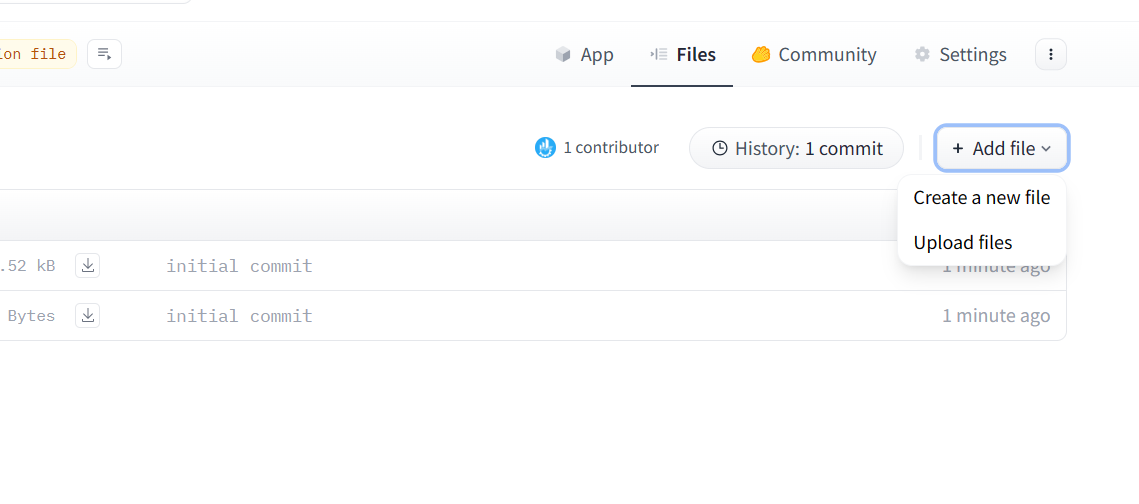 ion file
App
Files
Community
Settings
1 contributor
History: 1 commit
+ Add file
Create a new file
Upload files
.52 kB
initial commit
1 minute ago
Bytes
initial commit
1 minute ago